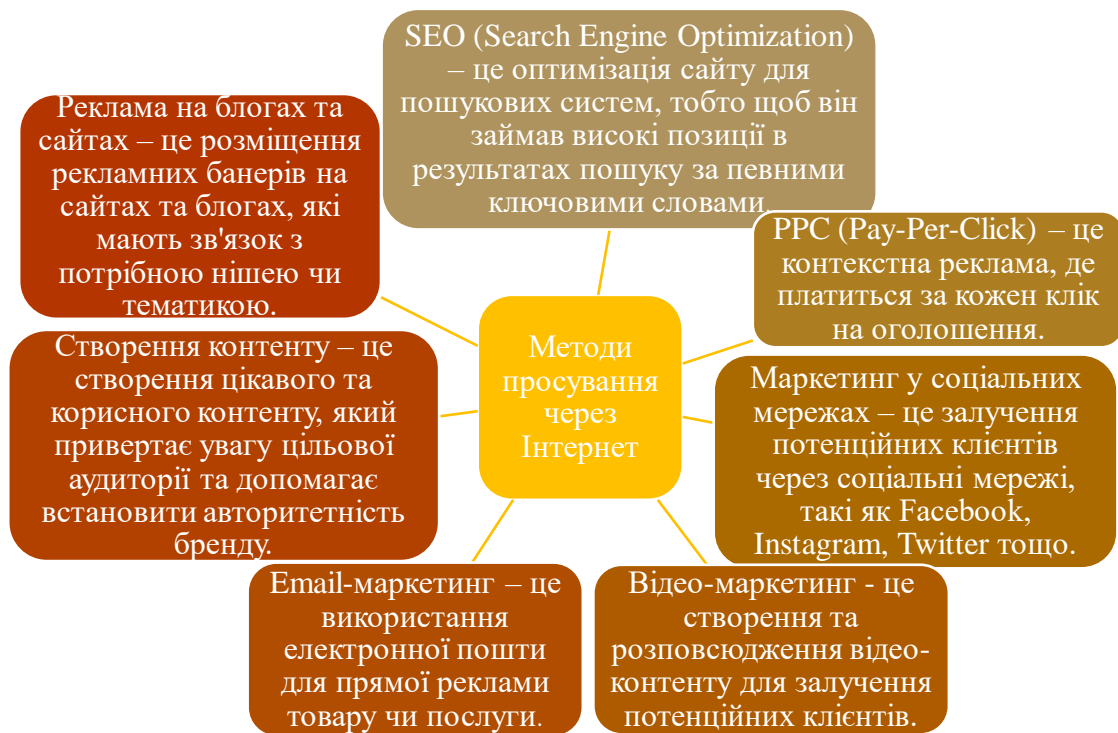 SEO (Search Engine Optimization)
– це оптимізація сайту для
пошукових систем, тобто щоб він
займав високі позиції в
результатах пошуку за певними
ключовими словами.
PPC (Pay-Per-Click) – це
контекстна реклама, де
платиться за кожен клік
на оголошення.
Маркетинг у соціальних
мережах – це залучення
потенційних клієнтів
через соціальні мережі,
такі як Facebook,
Instagram, Twitter тощо.
Відео-маркетинг - це
створення та
розповсюдження відео-
контенту для залучення
потенційних клієнтів.
Email-маркетинг – це
використання
електронної пошти
для прямої реклами
товару чи послуги.
Створення контенту – це
створення цікавого та
корисного контенту, який
привертає увагу цільової
аудиторії та допомагає
встановити авторитетність
бренду.
Реклама на блогах та
сайтах – це розміщення
рекламних банерів на
сайтах та блогах, які
мають зв'язок з
потрібною нішею чи
тематикою.
Методи
просування
через
Інтернет